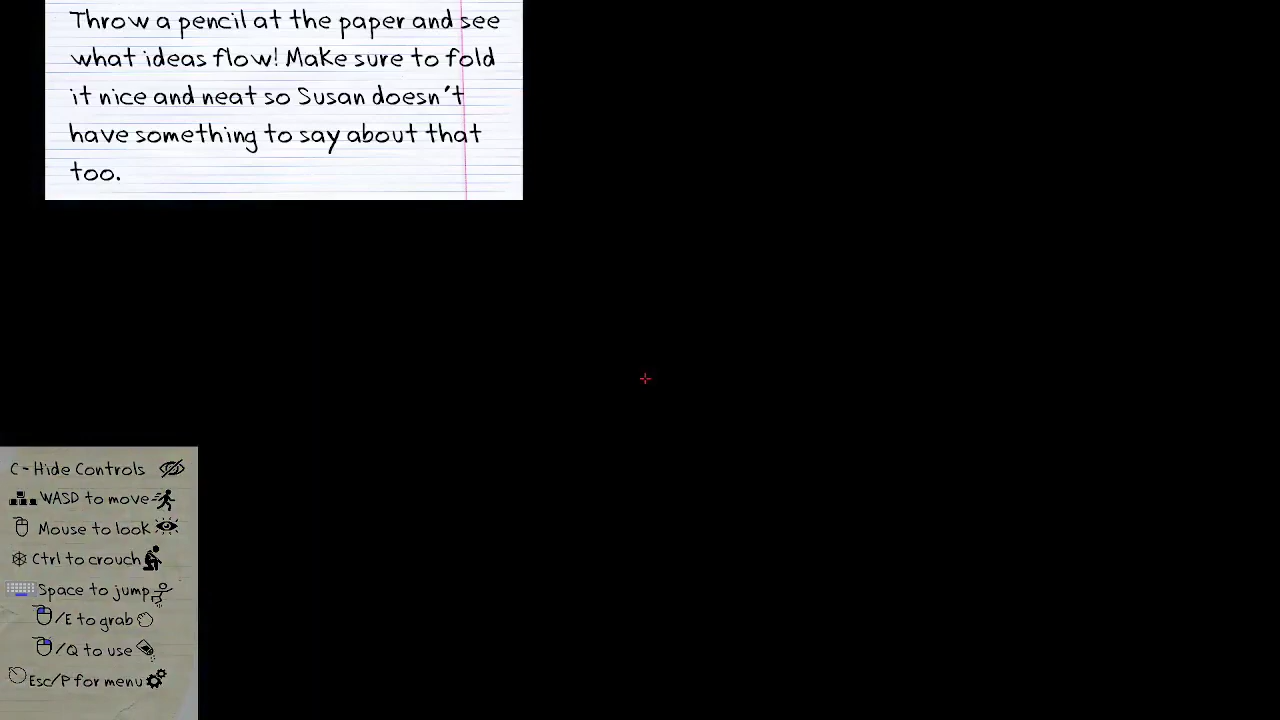 Throw a pencil at the paper and see
what ideas flow! Make sure to fold
it nice and neat so Susan doesn't
have something to say about that
too.
C - Hide Controls
WASD to move
Mouse to look
Ctrl to crouch
Space to jump
/E to grab
/Q to use
Esc/P for menu